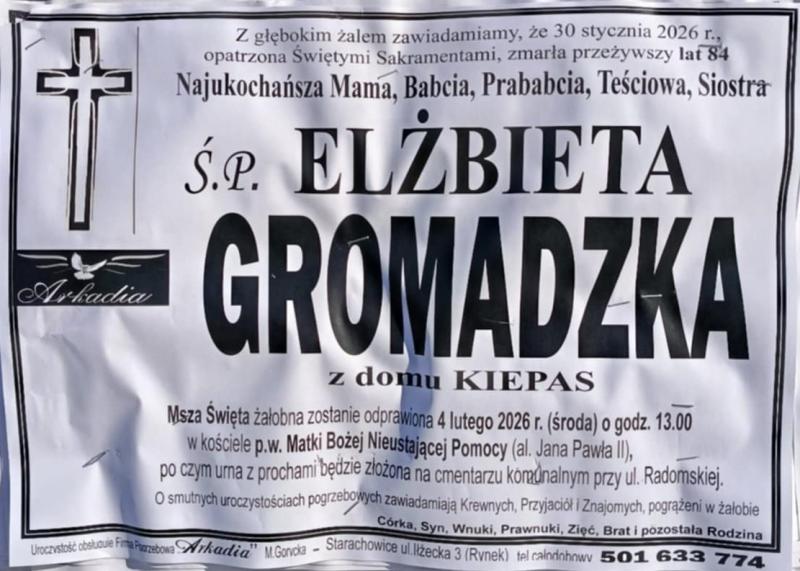 Z głębokim żalem zawiadamiamy, że 30 stycznia 2026 r.,
opatrzona Świętymi Sakramentami, zmarła przeżywszy lat 84
Najukochańsza Mama, Babcia, Prababcia, Teściowa, Siostra
Ś.P. ELŻBIETA
GROMADZKA
Arkadia
z domu KIEPAS
Msza Święta żałobna zostanie odprawiona 4 lutego 2026 r. (środa) o godz. 13.00
w kościele p.w. Matki Bożej Nieustającej Pomocy (al. Jana Pawła II),
po czym urna z prochami będzie złożona na cmentarzu komunalnym przy ul. Radomskiej.
O smutnych uroczystościach pogrzebowych zawiadamiają Krewnych, Przyjaciół i Znajomych, pogrążeni w żałobie
Córka, Syn, Wnuki, Prawnuki, Zięć, Brat i pozostała Rodzina
Uroczystość obsługuje Firma Pogrzebowa "Arkadia" M.Gorycka – Starachowice ul.Iłżecka 3 (Rynek) tel.całodobowy 501 633 774